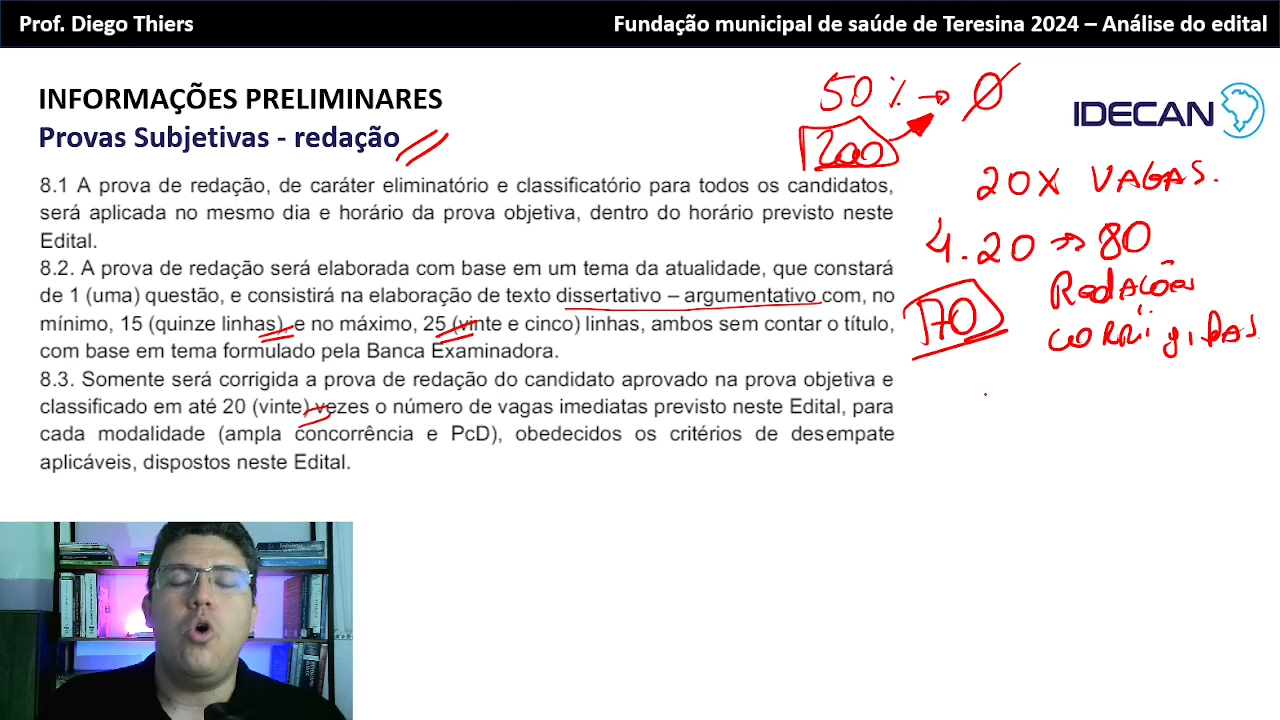 Prof. Diego Thiers
Fundação municipal de saúde de Teresina 2024 – Análise do edital
INFORMAÇÕES PRELIMINARES
Provas Subjetivas - redação
50 % → Ø
200
IDECAN
20X VAGAS.
4.20 → 80
REDAÇÕES
CORRIGIDAS
170
8.1 A prova de redação, de caráter eliminatório e classificatório para todos os candidatos,
será aplicada no mesmo dia e horário da prova objetiva, dentro do horário previsto neste
Edital.
8.2. A prova de redação será elaborada com base em um tema da atualidade, que constará
de 1 (uma) questão, e consistirá na elaboração de texto dissertativo – argumentativo com, no
mínimo, 15 (quinze linhas), e no máximo, 25 (vinte e cinco) linhas, ambos sem contar o título,
com base em tema formulado pela Banca Examinadora.
8.3. Somente será corrigida a prova de redação do candidato aprovado na prova objetiva e
classificado em até 20 (vinte) vezes o número de vagas imediatas previsto neste Edital, para
cada modalidade (ampla concorrência e PcD), obedecidos os critérios de desempate
aplicáveis, dispostos neste Edital.